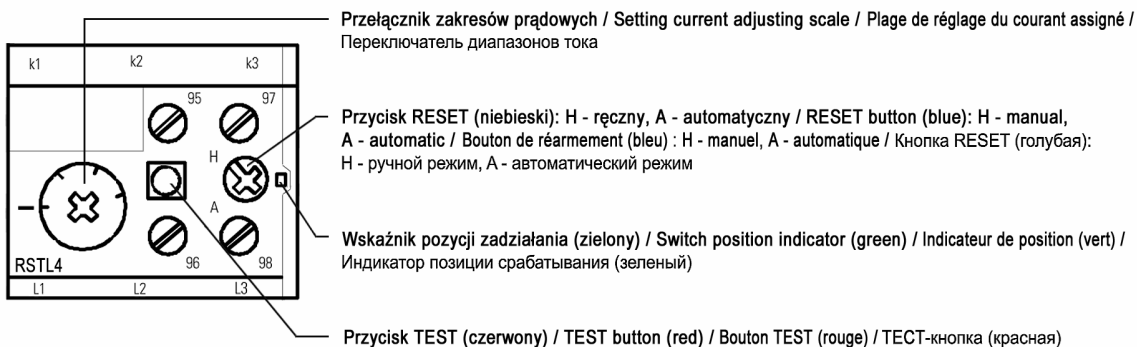 Przełącznik zakresów prądowych / Setting current adjusting scale / Plage de réglage du courant assigné /
Переключатель диапазонов тока
k1 k2 k3
95 97
Przycisk RESET (niebieski): H - ręczny, A - automatyczny / RESET button (blue): H - manual,
A - automatic / Bouton de réarmement (bleu) : H - manuel, A - automatique / Кнопка RESET (голубая):
H - ручной режим, A - автоматический режим
H
A
Wskaźnik pozycji zadziałania (zielony) / Switch position indicator (green) / Indicateur de position (vert) /
Индикатор позиции срабатывания (зеленый)
RSTL4 96 98
L1 L2 L3
Przycisk TEST (czerwony) / TEST button (red) / Bouton TEST (rouge) / ТЕСТ-кнопка (красная)